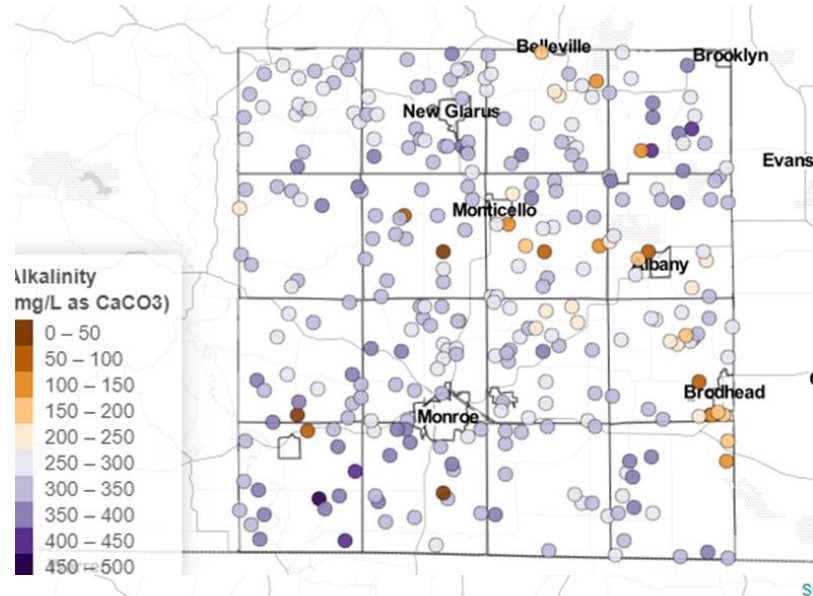 Belleville
Brooklyn
New Glarus
Evans
Monticello
Albany
Alkalinity
mg/L as CaCO3)
0 – 50
50 – 100
100 – 150
150 – 200
200 – 250
250 – 300
300 – 350
350 – 400
400 – 450
450 – 500
Brodhead
Monroe